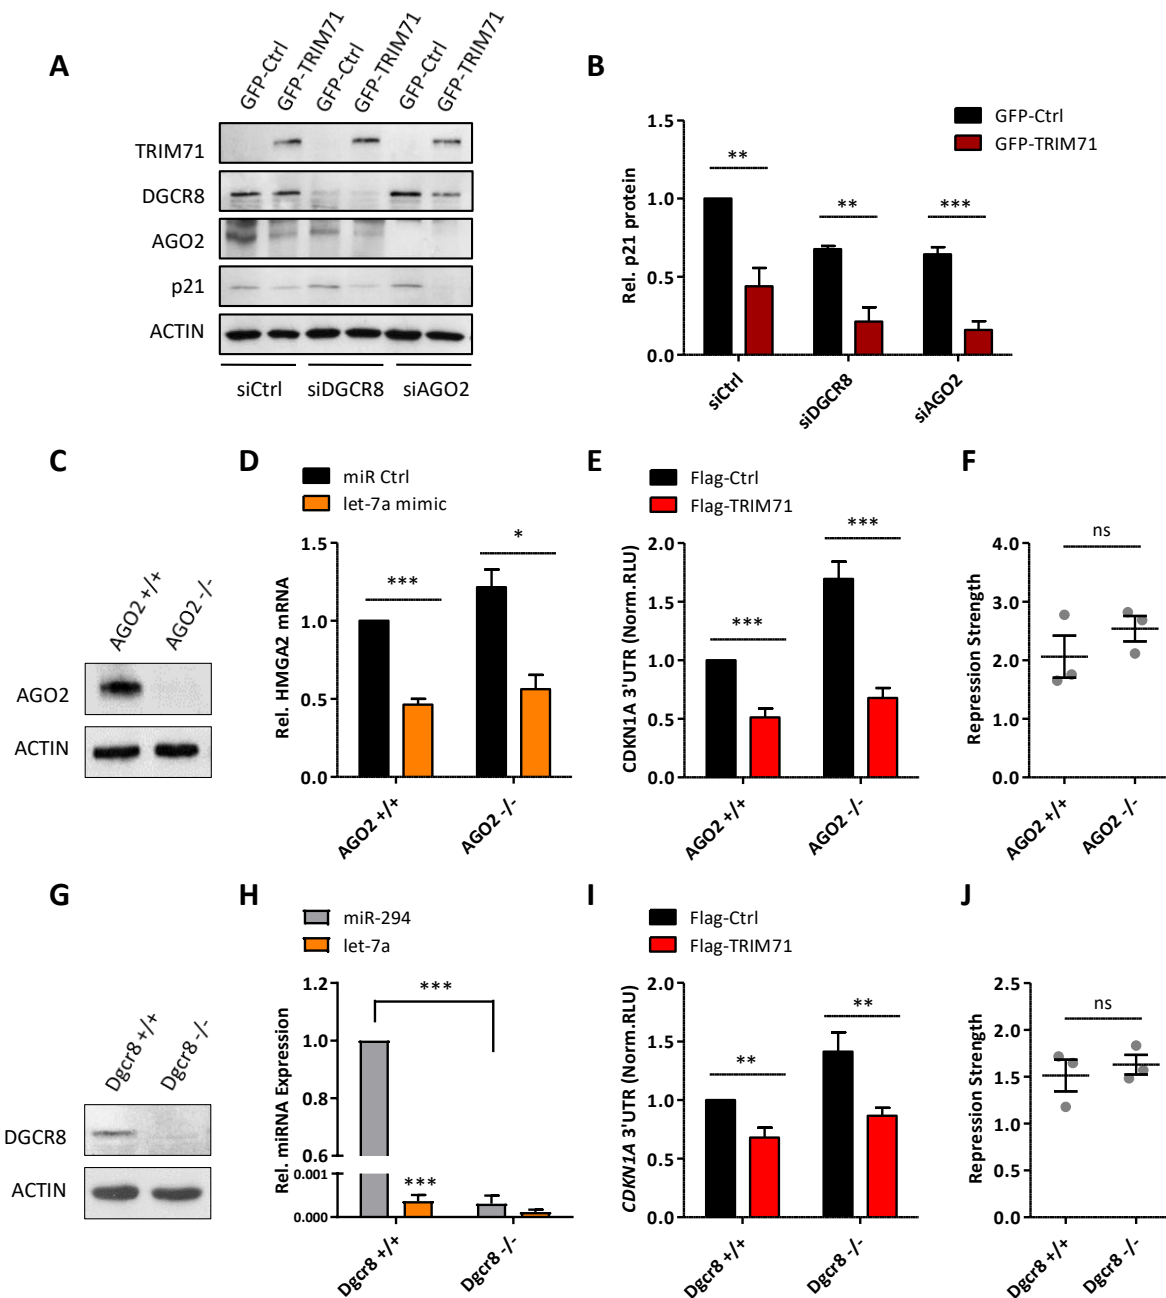 A
GFP-Ctrl
GFP-TRIM71
GFP-Ctrl
GFP-TRIM71
GFP-Ctrl
GFP-TRIM71
TRIM71
DGCR8
AGO2
p21
ACTIN
siCtrl
siDGCR8
siAGO2
B
GFP-Ctrl
GFP-TRIM71
Rel. p21 protein
1.5
1.0
0.5
0.0
**
**
***
siCtrl
siDGCR8
siAGO2
C
AGO2 +/+
AGO2 -/-
AGO2
ACTIN
D
miR Ctrl
let-7a mimic
Rel. HMGA2 mRNA
1.5
1.0
0.5
0.0
***
*
AGO2 +/+
AGO2 -/-
E
Flag-Ctrl
Flag-TRIM71
CDKN1A 3'UTR (Norm.RLU)
2.0
1.5
1.0
0.5
0.0
***
***
AGO2 +/+
AGO2 -/-
F
Repression Strength
4.0
3.0
2.0
1.0
0.0
ns
AGO2 +/+
AGO2 -/-
G
Dgcr8 +/+
Dgcr8 -/-
DGCR8
ACTIN
H
miR-294
let-7a
Rel. miRNA Expression
1.2
1.0
0.8
0.6
0.001
0.000
***
***
Dgcr8 +/+
Dgcr8 -/-
I
Flag-Ctrl
Flag-TRIM71
CDKN1A 3'UTR (Norm.RLU)
2.0
1.5
1.0
0.5
0.0
**
**
Dgcr8 +/+
Dgcr8 -/-
J
Repression Strength
2.5
2.0
1.5
1.0
0.5
0.0
ns
Dgcr8 +/+
Dgcr8 -/-